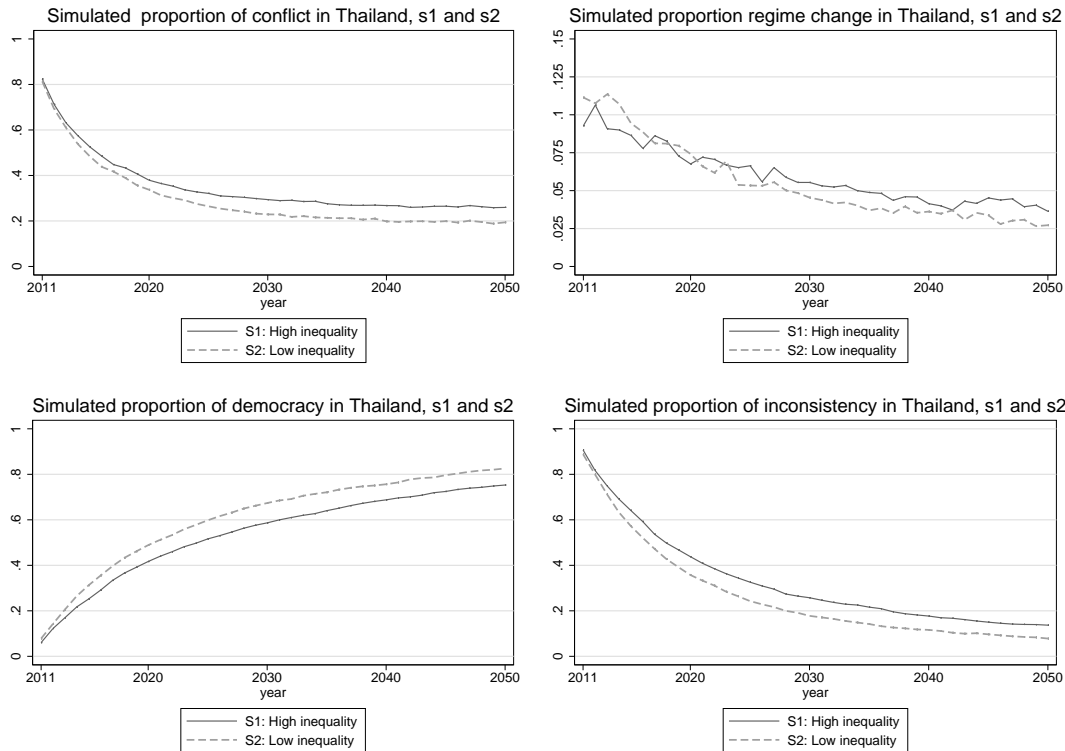 Simulated  proportion of conflict in Thailand, s1 and s2
1
.8
.6
.4
.2
0
2011
2020
2030
2040
2050
year
S1: High inequality
S2: Low inequality
Simulated proportion regime change in Thailand, s1 and s2
.15
.125
.1
.075
.05
.025
0
2011
2020
2030
2040
2050
year
S1: High inequality
S2: Low inequality
Simulated proportion of democracy in Thailand, s1 and s2
1
.8
.6
.4
.2
0
2011
2020
2030
2040
2050
year
S1: High inequality
S2: Low inequality
Simulated proportion of inconsistency in Thailand, s1 and s2
1
.8
.6
.4
.2
0
2011
2020
2030
2040
2050
year
S1: High inequality
S2: Low inequality